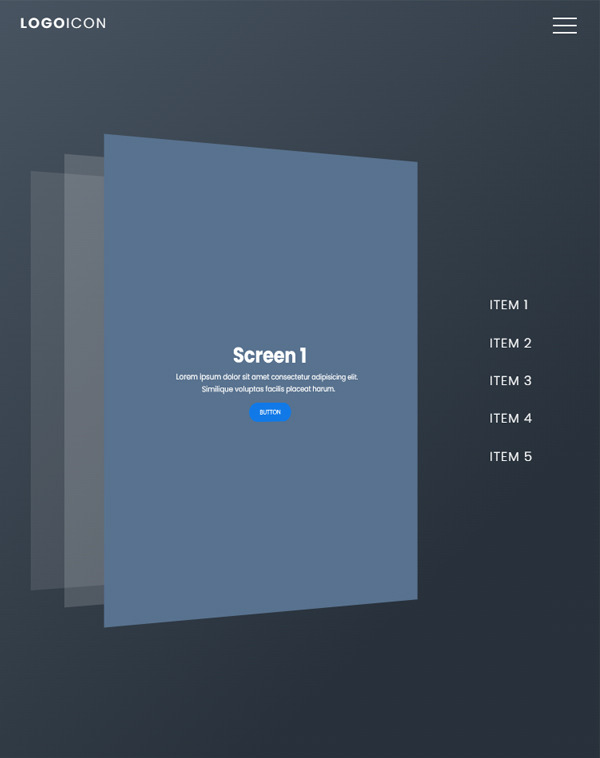 LOGOICON
Screen 1
Lorem ipsum dolor sit amet consectetur adipisicing elit.
Similique voluptas facilis placeat harum.
BUTTON
ITEM 1
ITEM 2
ITEM 3
ITEM 4
ITEM 5